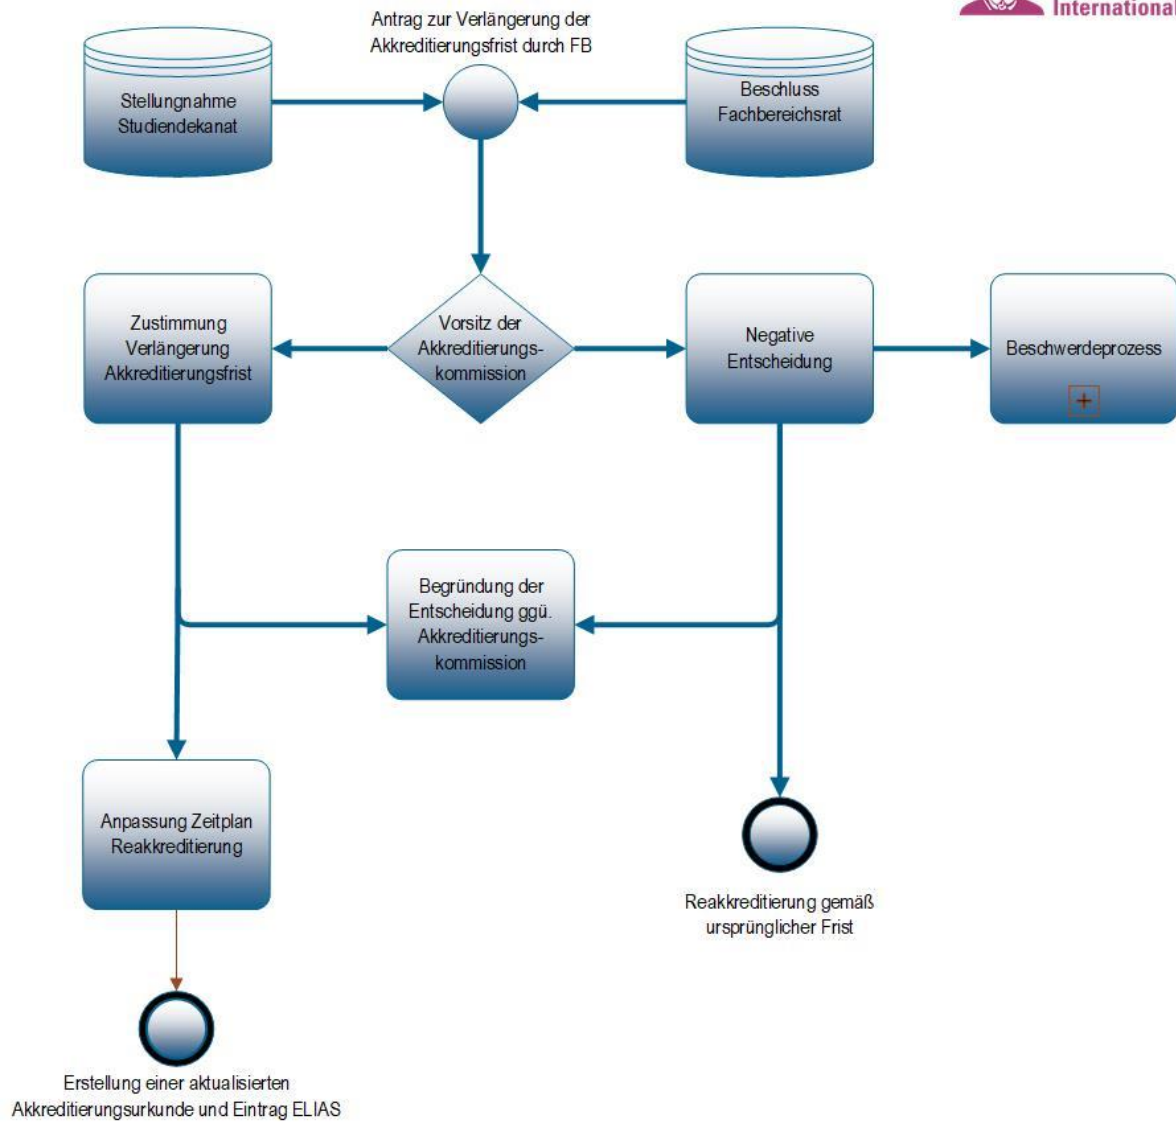 International
Antrag zur Verlängerung der
Akkreditierungsfrist durch FB
Stellungnahme
Studiendekanat
Beschluss
Fachbereichsrat
Zustimmung
Verlängerung
Akkreditierungsfrist
Vorsitz der
Akkreditierungs-
kommission
Negative
Entscheidung
Beschwerdeprozess
Begründung der
Entscheidung ggü.
Akkreditierungs-
kommission
Anpassung Zeitplan
Reakkreditierung
Reakkreditierung gemäß
ursprünglicher Frist
Erstellung einer aktualisierten
Akkreditierungsurkunde und Eintrag ELIAS